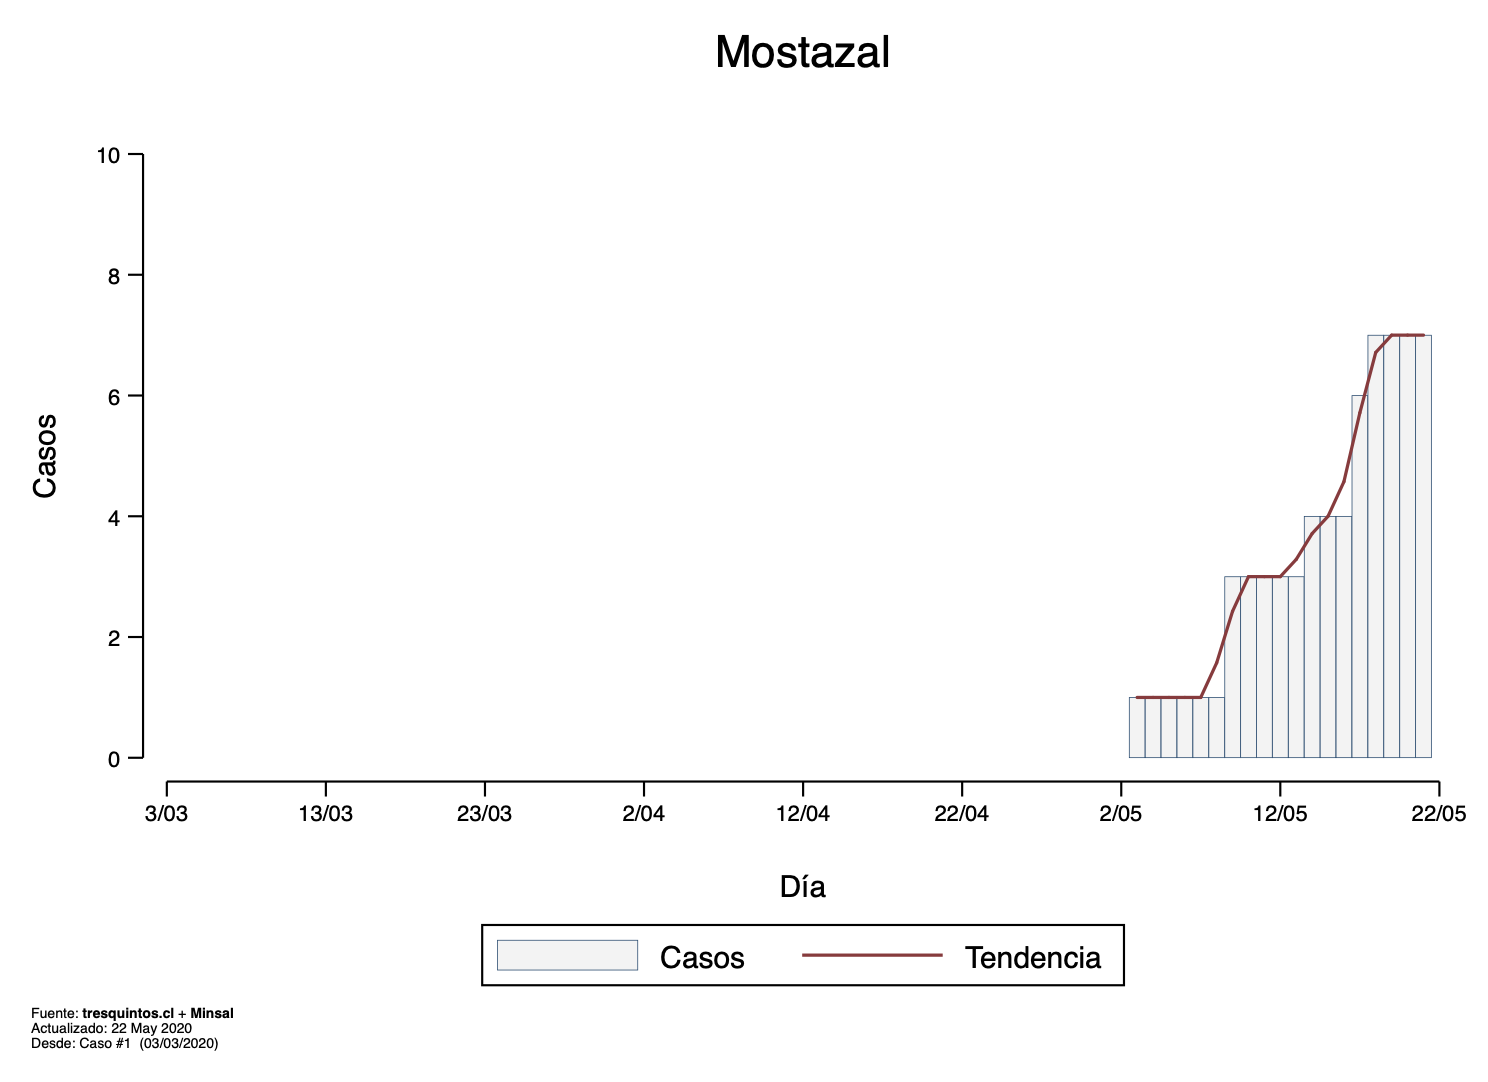 Mostazal
10
8
6
4
2
0
Casos
3/03 13/03 23/03 2/04 12/04 22/04 2/05 12/05 22/05
Día
Casos Tendencia
Fuente: tresquintos.cl + Minsal
Actualizado: 22 May 2020
Desde: Caso #1 (03/03/2020)